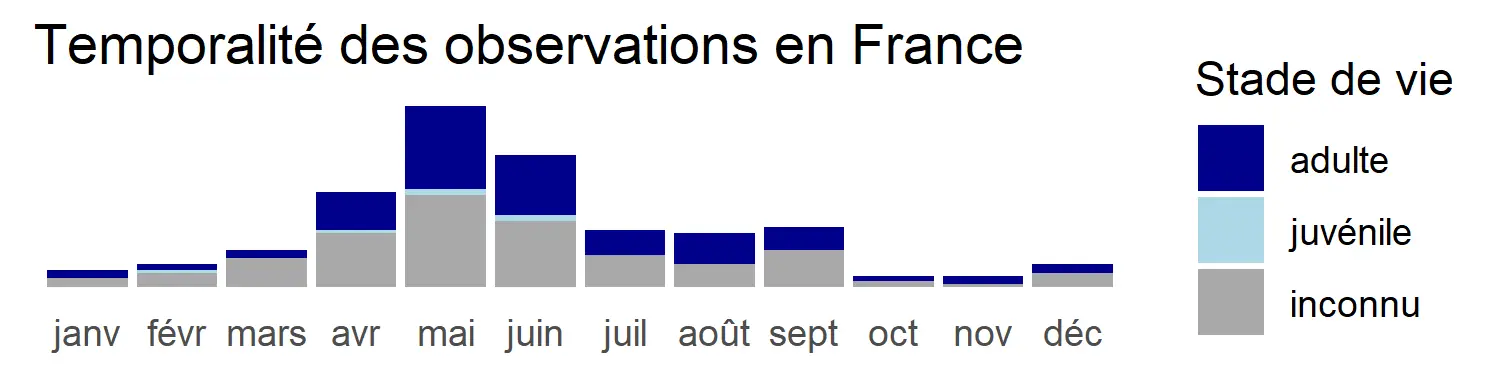 Temporalité des observations en France
Stade de vie
adulte
juvénile
inconnu
janv févr mars avr mai juin juil août sept oct nov déc